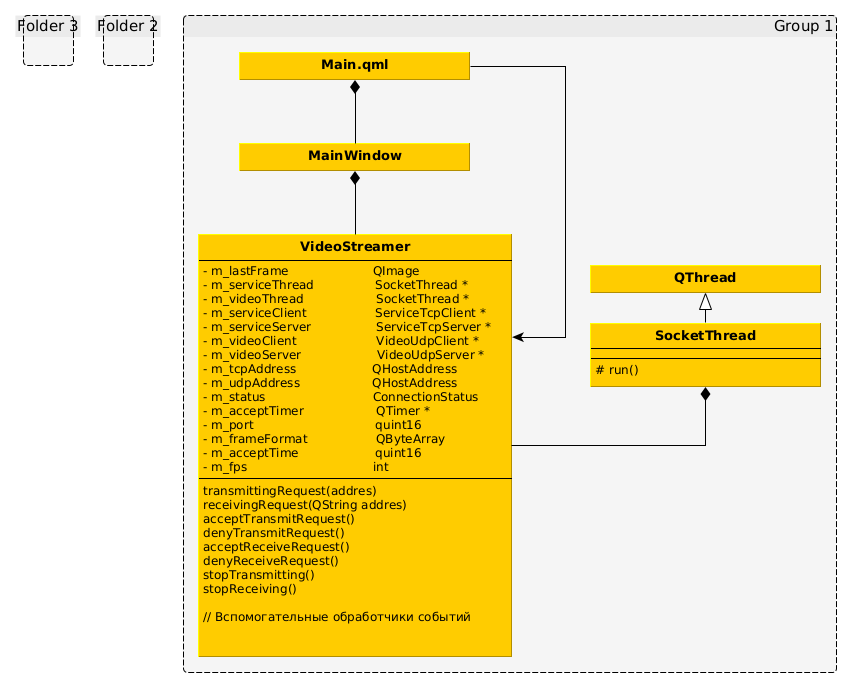 Folder 3
Folder 2
Group 1
Main.qml
MainWindow
VideoStreamer
- m_lastFrame QImage
- m_serviceThread SocketThread *
- m_videoThread SocketThread *
- m_serviceClient ServiceTcpClient *
- m_serviceServer ServiceTcpServer *
- m_videoClient VideoUdpClient *
- m_videoServer VideoUdpServer *
- m_tcpAddress QHostAddress
- m_udpAddress QHostAddress
- m_status ConnectionStatus
- m_acceptTimer QTimer *
- m_port quint16
- m_frameFormat QByteArray
- m_acceptTime quint16
- m_fps int
transmittingRequest(addres)
receivingRequest(QString addres)
acceptTransmitRequest()
denyTransmitRequest()
acceptReceiveRequest()
denyReceiveRequest()
stopTransmitting()
stopReceiving()
// Вспомогательные обработчики событий
QThread
SocketThread
# run()